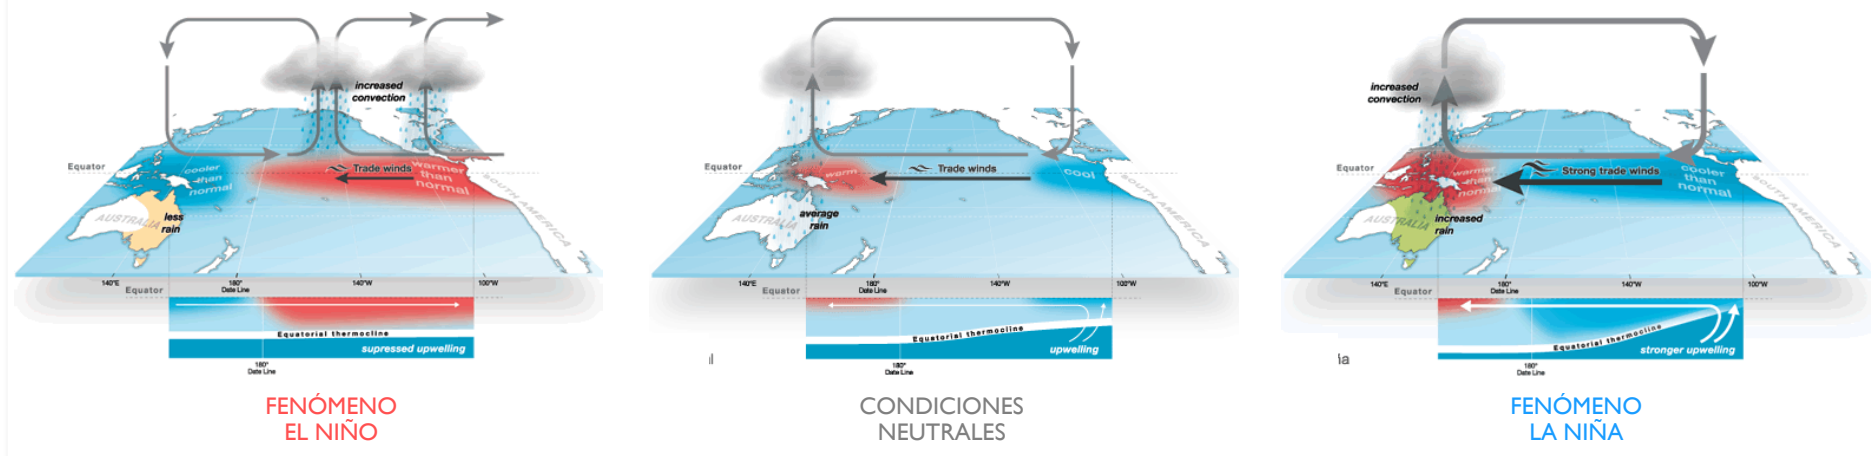 increased
convection
Equator
cooler
than
normal
Trade winds
warmer
than
normal
AUSTRALIA
less
rain
SOUTH AMERICA
140°E
180°
Date Line
140°W
100°W
Equator
Equatorial thermocline
supressed upwelling
180°
Date Line
FENÓMENO
EL NIÑO
Equator
warm
Trade winds
cool
AUSTRALIA
average
rain
SOUTH AMERICA
140°E
180°
Date Line
140°W
100°W
Equator
Equatorial thermocline
upwelling
180°
Date Line
l
CONDICIONES
NEUTRALES
increased
convection
Equator
warmer
than
normal
Strong trade winds
cooler
than
normal
AUSTRALIA
increased
rain
SOUTH AMERICA
140°E
180°
Date Line
140°W
100°W
Equator
Equatorial thermocline
stronger upwelling
180°
Date Line
ña
FENÓMENO
LA NIÑA